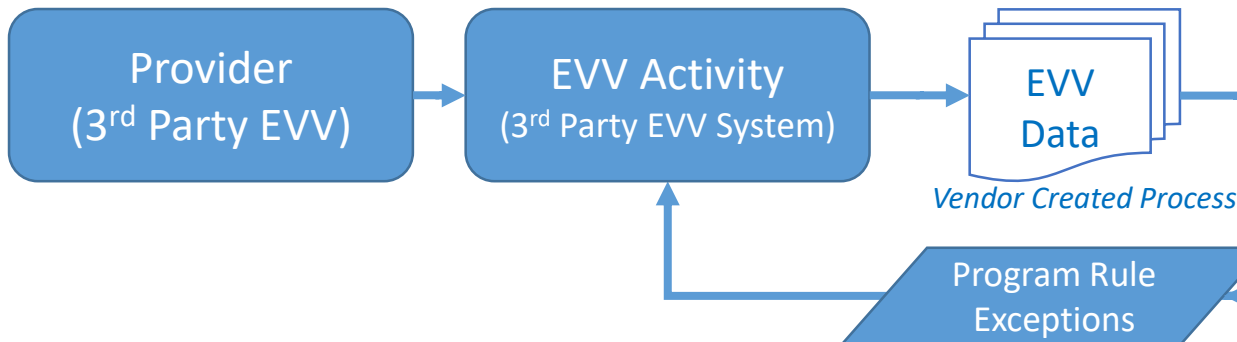 Provider
(3rd Party EVV)
EVV Activity
(3rd Party EVV System)
EVV
Data
Vendor Created Process
Program Rule
Exceptions